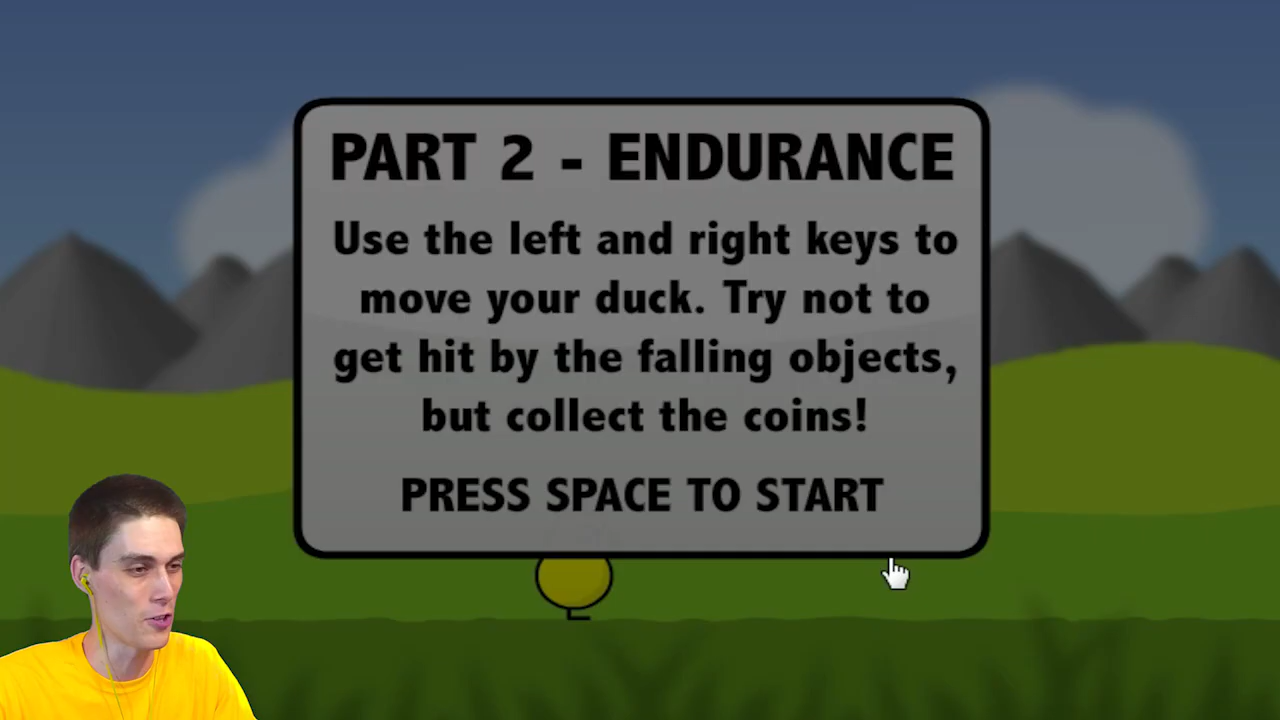 PART 2 - ENDURANCE
Use the left and right keys to
move your duck. Try not to
get hit by the falling objects,
but collect the coins!
PRESS SPACE TO START